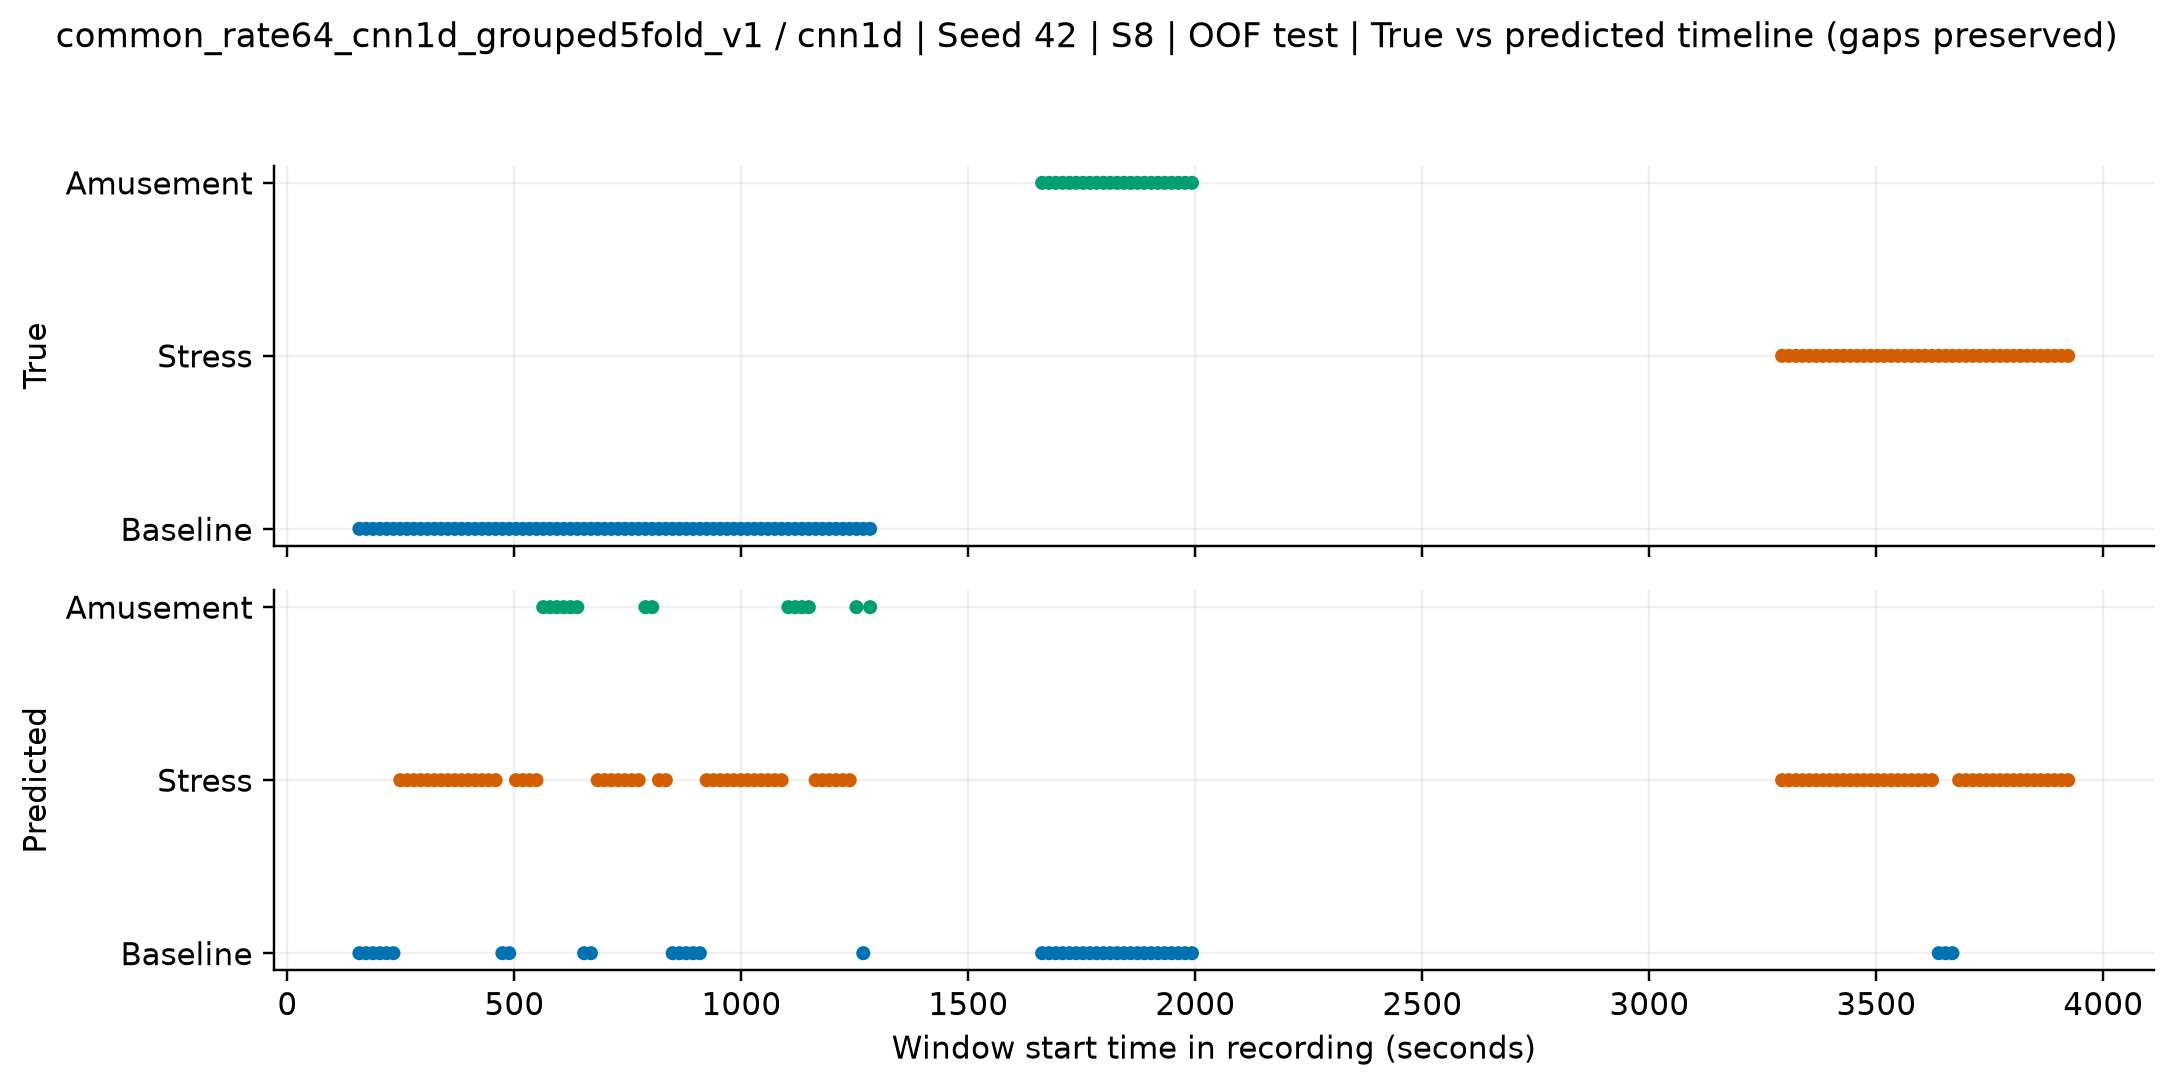 common_rate64_cnn1d_grouped5fold_v1 / cnn1d | Seed 42 | S8 | OOF test | True vs predicted timeline (gaps preserved)
Amusement
Stress
Baseline
True
Amusement
Stress
Baseline
Predicted
0 500 1000 1500 2000 2500 3000 3500 4000
Window start time in recording (seconds)